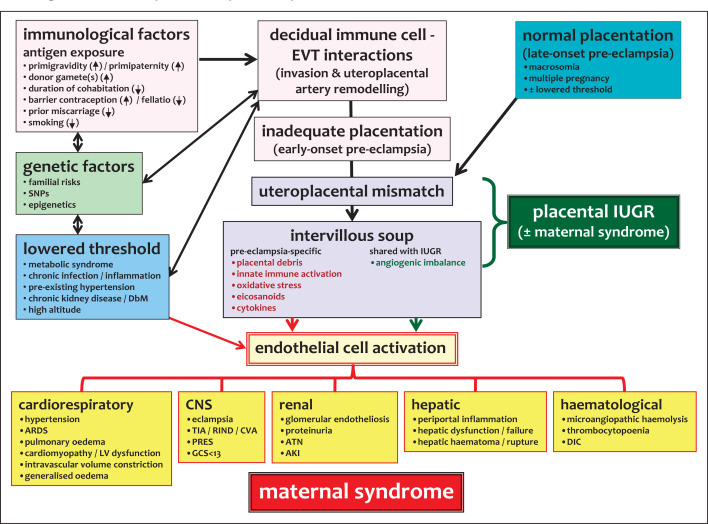 immunological factors
antigen exposure
• primigravidity (↑) / primipaternity (↑)
• donor gamete(s) (↑)
• duration of cohabitation (↓)
• barrier contraception (↑) / fellatio (↓)
• prior miscarriage (↓)
• smoking (↓)
decidual immune cell -
EVT interactions
(invasion & uteroplacental
artery remodelling)
normal placentation
(late-onset pre-eclampsia)
• macrosomia
• multiple pregnancy
• ± lowered threshold
inadequate placentation
(early-onset pre-eclampsia)
genetic factors
• familial risks
• SNPs
• epigenetics
uteroplacental mismatch
placental IUGR
(± maternal syndrome)
lowered threshold
• metabolic syndrome
• chronic infection / inflammation
• pre-existing hypertension
• chronic kidney disease / DbM
• high altitude
intervillous soup
pre-eclampsia-specific
• placental debris
• innate immune activation
• oxidative stress
• eicosanoids
• cytokines
shared with IUGR
• angiogenic imbalance
endothelial cell activation
cardiorespiratory
• hypertension
• ARDS
• pulmonary oedema
• cardiomyopathy / LV dysfunction
• intravascular volume constriction
• generalised oedema
CNS
• eclampsia
• TIA / RIND / CVA
• PRES
• GCS<13
renal
• glomerular endotheliosis
• proteinuria
• ATN
• AKI
hepatic
• periportal inflammation
• hepatic dysfunction / failure
• hepatic haematoma / rupture
haematological
• microangiopathic haemolysis
• thrombocytopoenia
• DIC
maternal syndrome